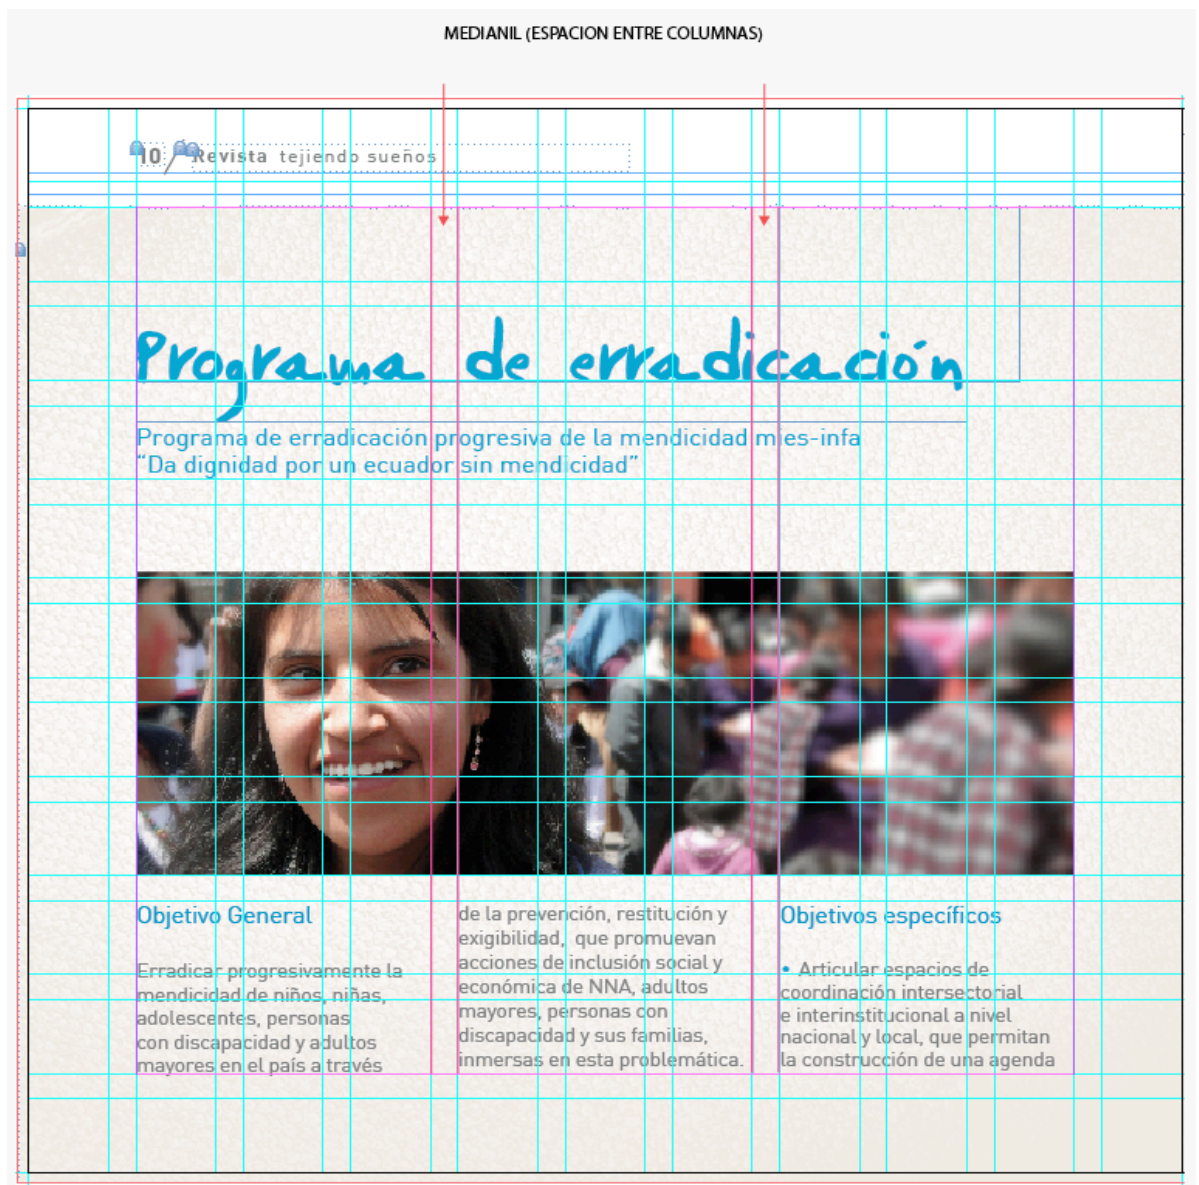 MEDIANIL (ESPACION ENTRE COLUMNAS)
10 / Revista tejiendo sueños
Programa de erradicación
Programa de erradicación progresiva de la mendicidad mies-infa
“Da dignidad por un ecuador sin mendicidad”
Objetivo General
Erradicar progresivamente la
mendicidad de niños, niñas,
adolescentes, personas
con discapacidad y adultos
mayores en el país a través
de la prevención, restitución y
exigibilidad, que promuevan
acciones de inclusión social y
económica de NNA, adultos
mayores, personas con
discapacidad y sus familias,
inmersas en esta problemática.
Objetivos específicos
• Articular espacios de
coordinación intersectorial
e interinstitucional a nivel
nacional y local, que permitan
la construcción de una agenda